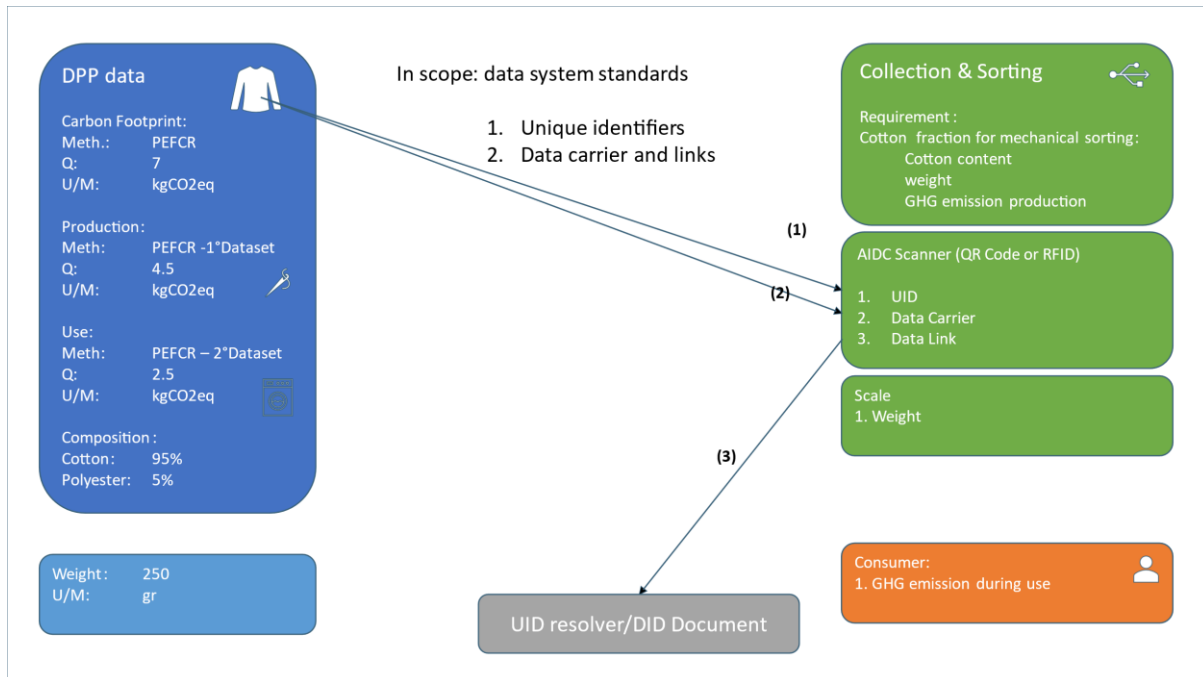 DPP data
Carbon Footprint:
Meth.: PEFCR
Q: 7
U/M: kgCO2eq
Production:
Meth: PEFCR -1°Dataset
Q: 4.5
U/M: kgCO2eq
Use:
Meth: PEFCR – 2°Dataset
Q: 2.5
U/M: kgCO2eq
Composition:
Cotton: 95%
Polyester: 5%
Weight: 250
U/M: gr
In scope: data system standards
1. Unique identifiers
2. Data carrier and links
(1)
(2)
(3)
UID resolver/DID Document
Collection & Sorting
Requirement :
Cotton fraction for mechanical sorting:
Cotton content
weight
GHG emission production
AIDC Scanner (QR Code or RFID)
1. UID
2. Data Carrier
3. Data Link
Scale
1. Weight
Consumer:
1. GHG emission during use